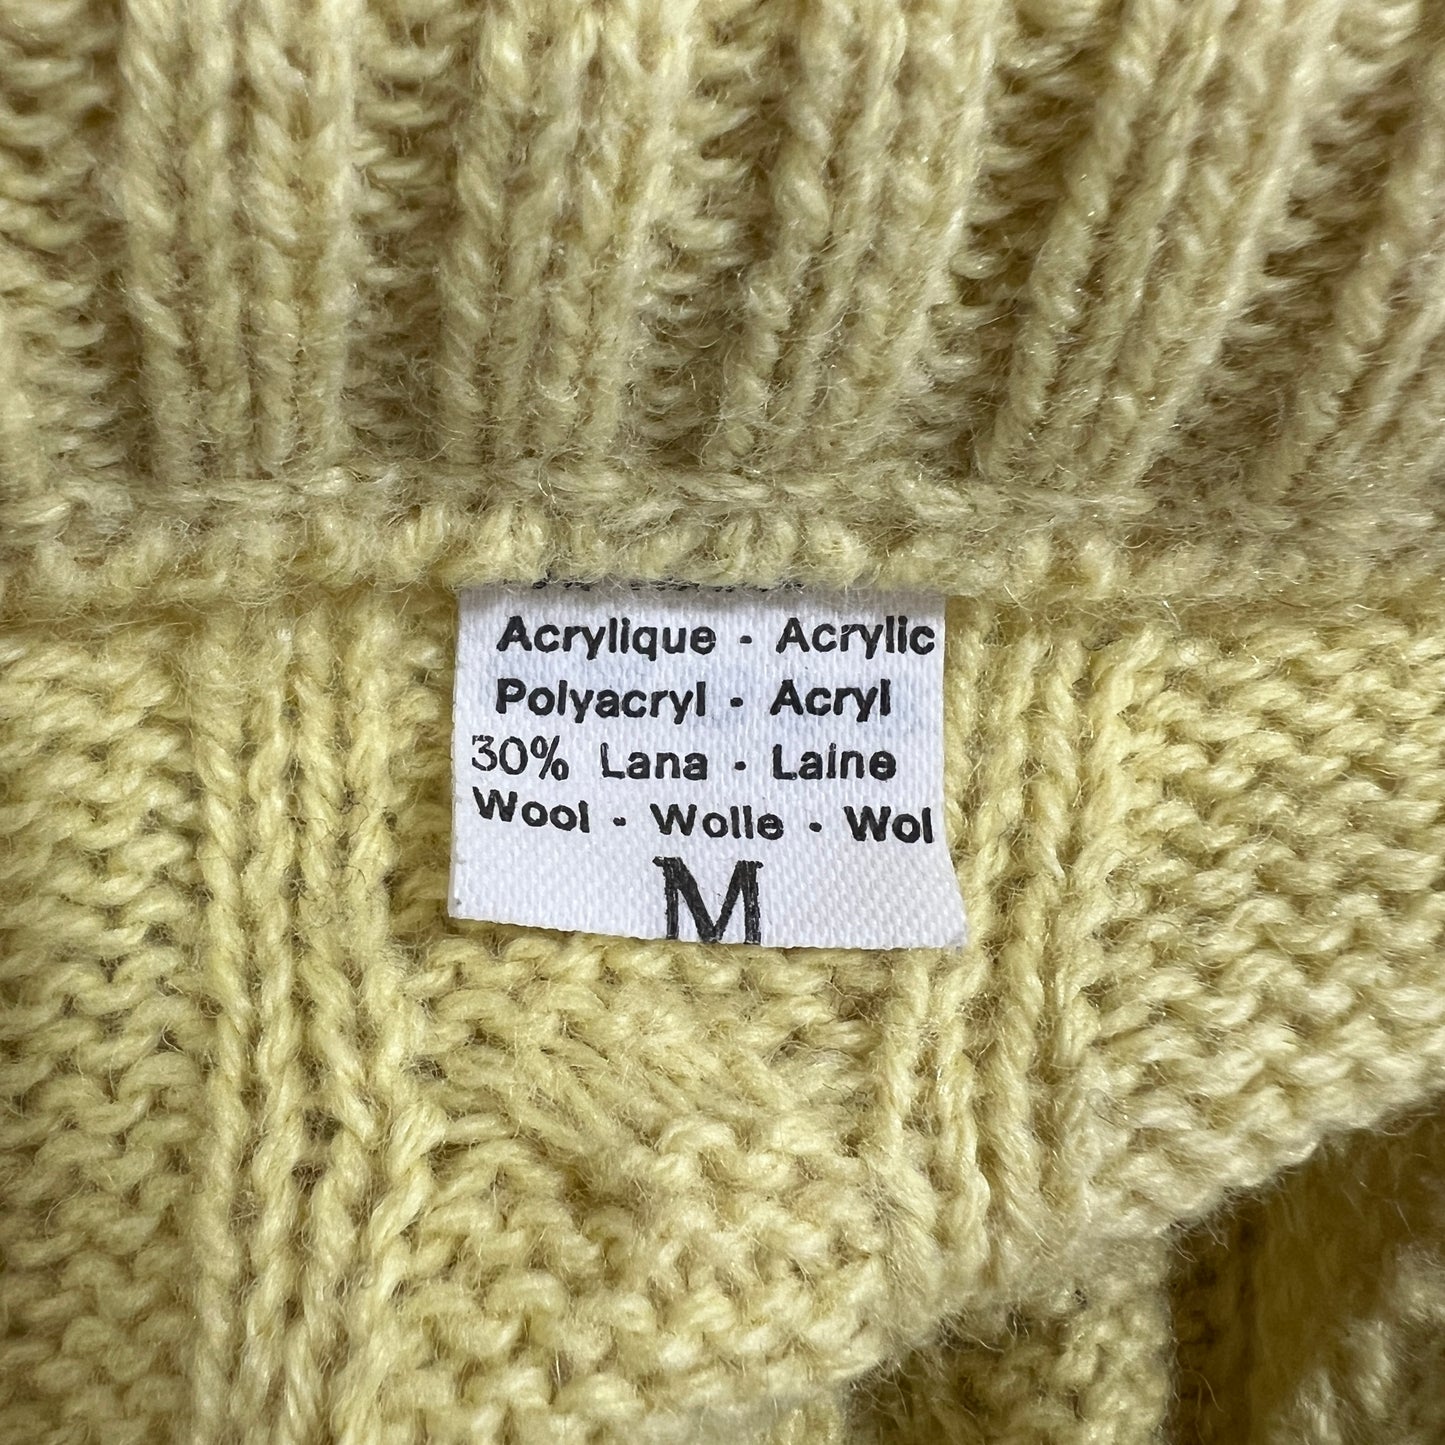 Acrylique - Acrylic
Polyacryl - Acryl
30% Lana - Laine
Wool - Wolle - Wol
M